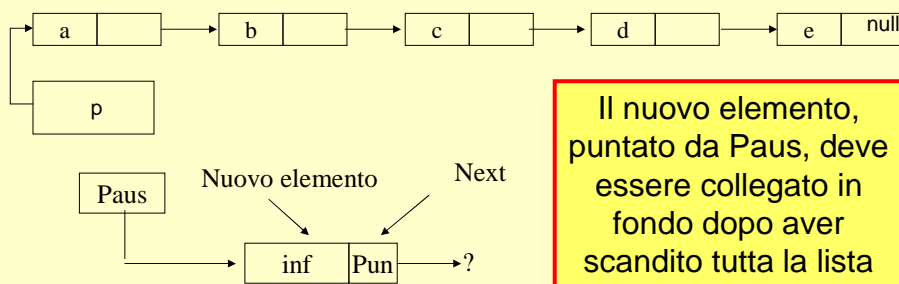 a b c d e null
p
Il nuovo elemento,
puntato da Paus, deve
essere collegato in
fondo dopo aver
scandito tutta la lista
Nuovo elemento Next
Paus
inf Pun ?